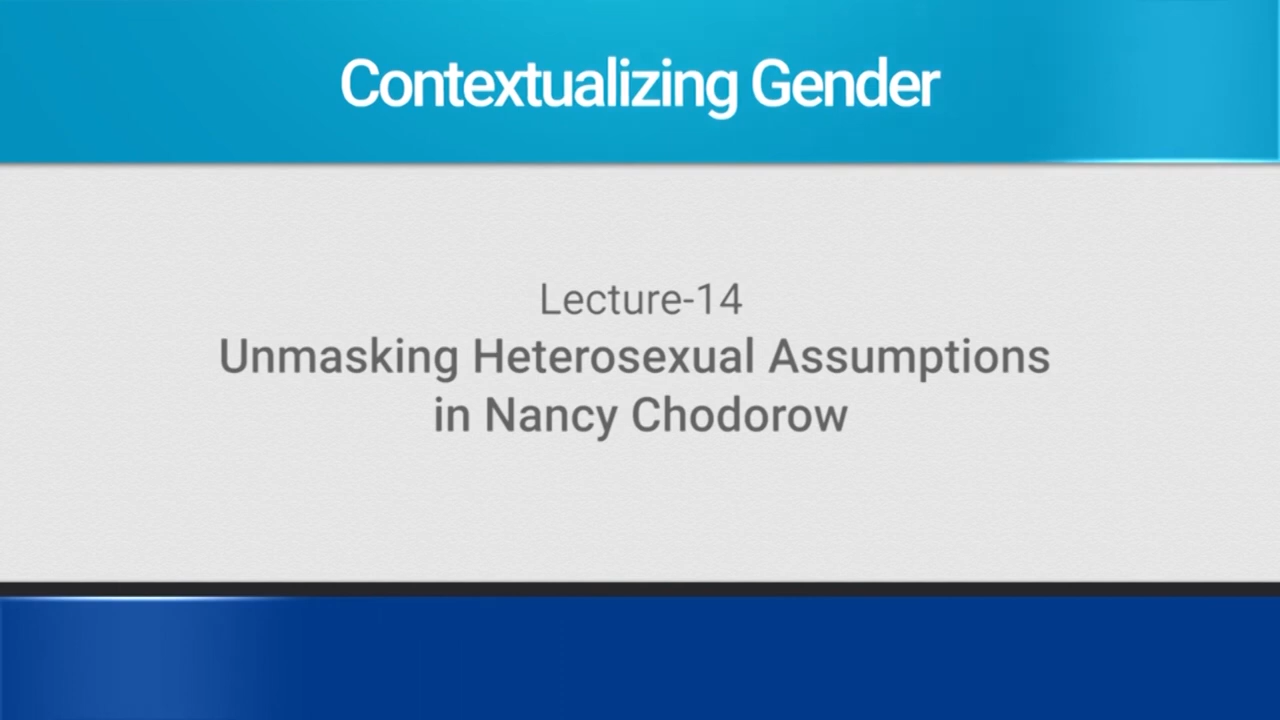 Contextualizing Gender
Lecture-14
Unmasking Heterosexual Assumptions
in Nancy Chodorow